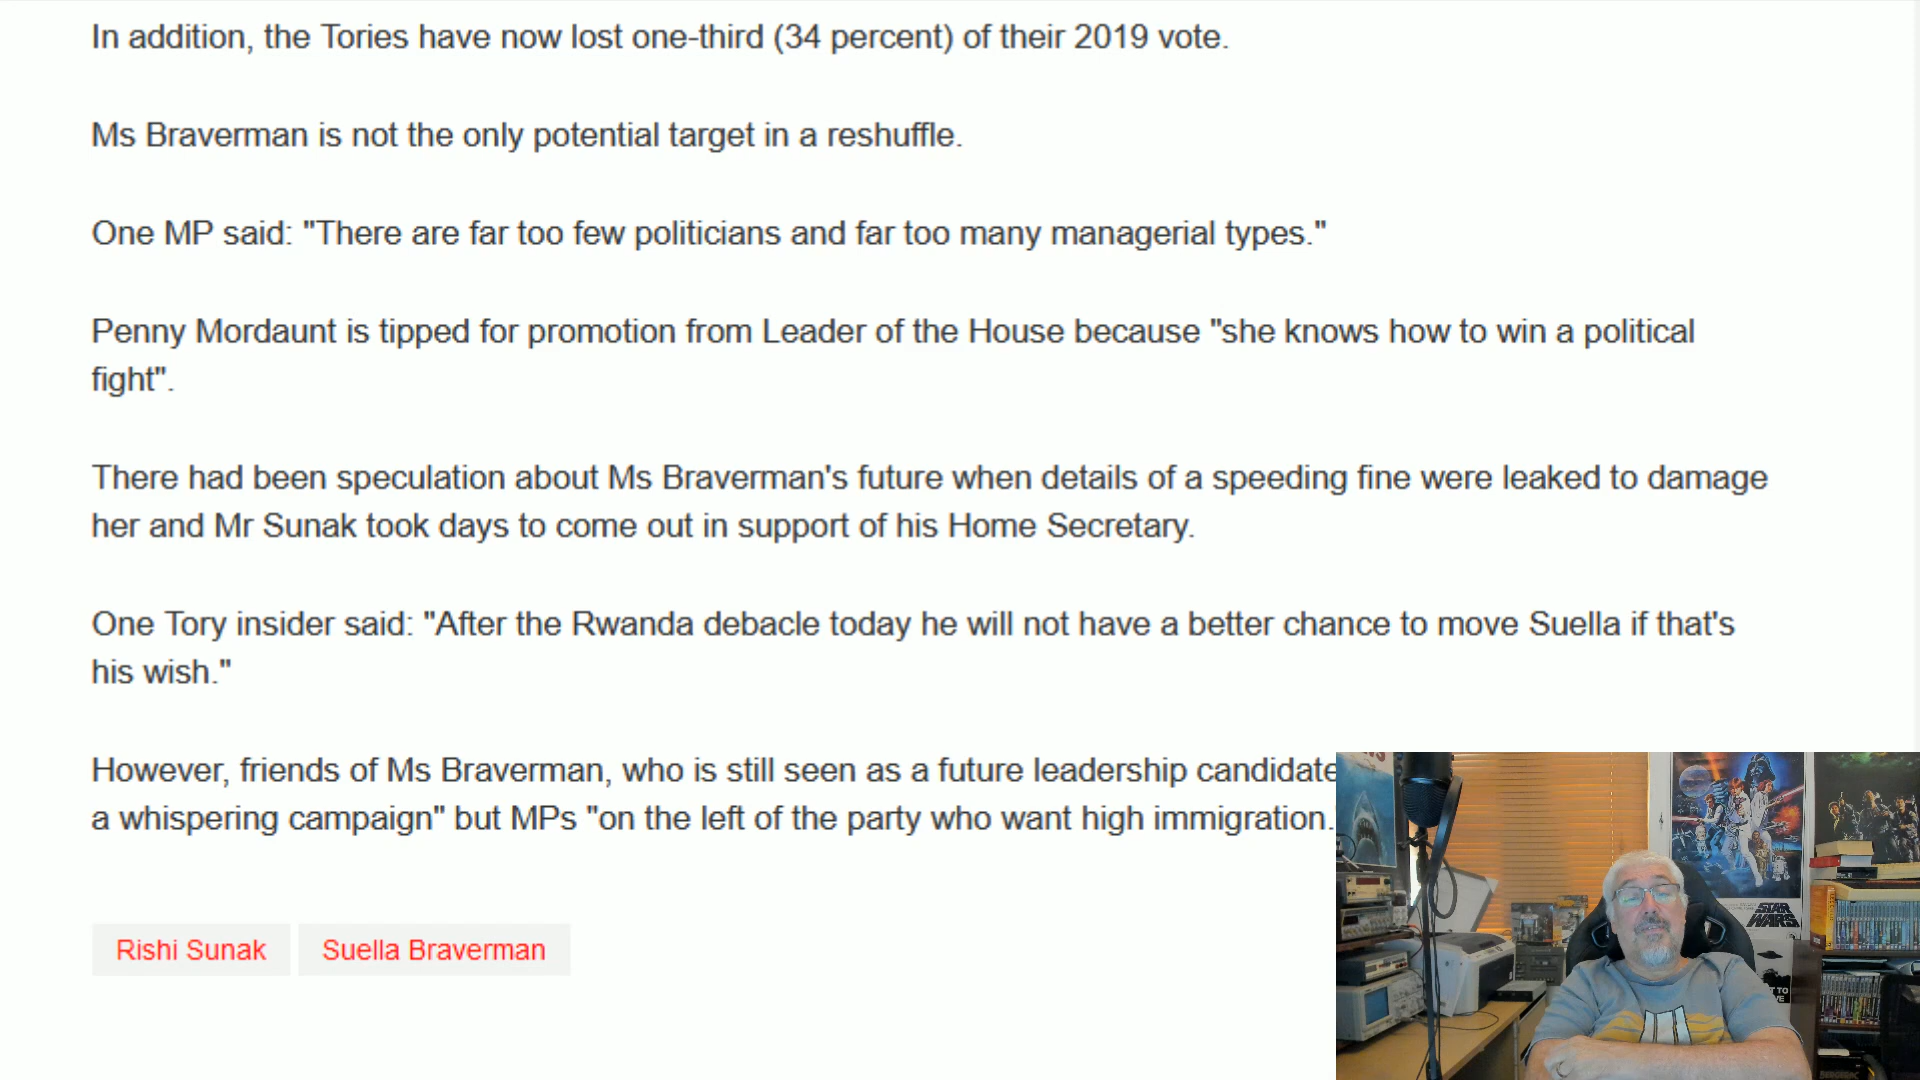 In addition, the Tories have now lost one-third (34 percent) of their 2019 vote.
Ms Braverman is not the only potential target in a reshuffle.
One MP said: "There are far too few politicians and far too many managerial types."
Penny Mordaunt is tipped for promotion from Leader of the House because "she knows how to win a political
fight".
There had been speculation about Ms Braverman's future when details of a speeding fine were leaked to damage
her and Mr Sunak took days to come out in support of his Home Secretary.
One Tory insider said: "After the Rwanda debacle today he will not have a better chance to move Suella if that's
his wish."
However, friends of Ms Braverman, who is still seen as a future leadership candidate
a whispering campaign" but MPs "on the left of the party who want high immigration.
Rishi Sunak
Suella Braverman
STAR
WARS